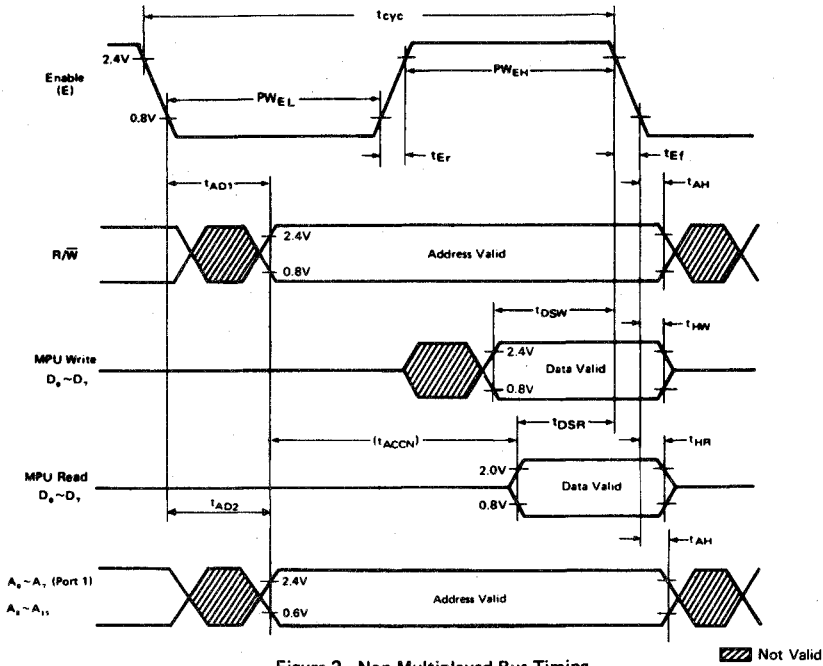 tcyc
2.4V
Enable
(E)
PWEH
PWEL
0.8V
tEr
tEf
tAD1
tAH
R/W̅
2.4V
Address Valid
0.8V
tDSW
tHW
MPU Write
D₀~D₇
2.4V
Data Valid
0.8V
tDSR
(tACCN)
tHR
MPU Read
D₀~D₇
2.0V
Data Valid
0.8V
tAD2
tAH
A₀~A₇ (Port 1)
A₈~A₁₅
2.4V
Address Valid
0.6V
Not Valid
Figure 2 Non-Multiplexed Bus Timing